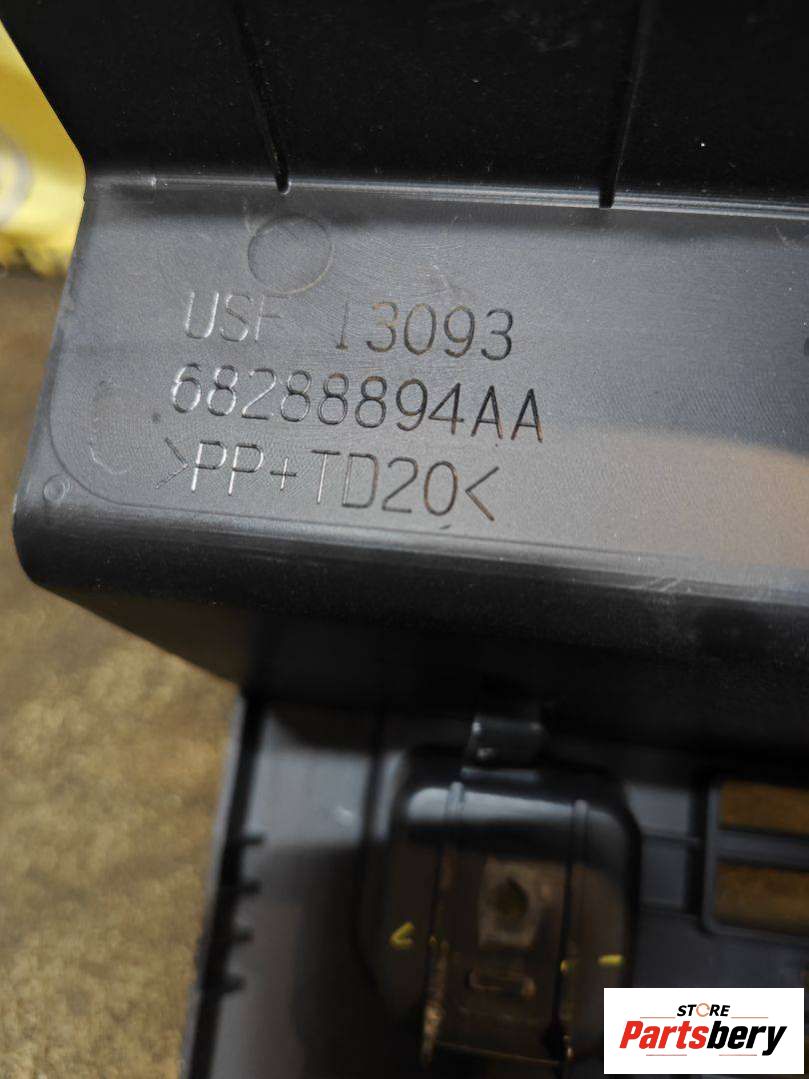 USF 13093
68288894AA
>PP+TD20<
STORE
Partsbery